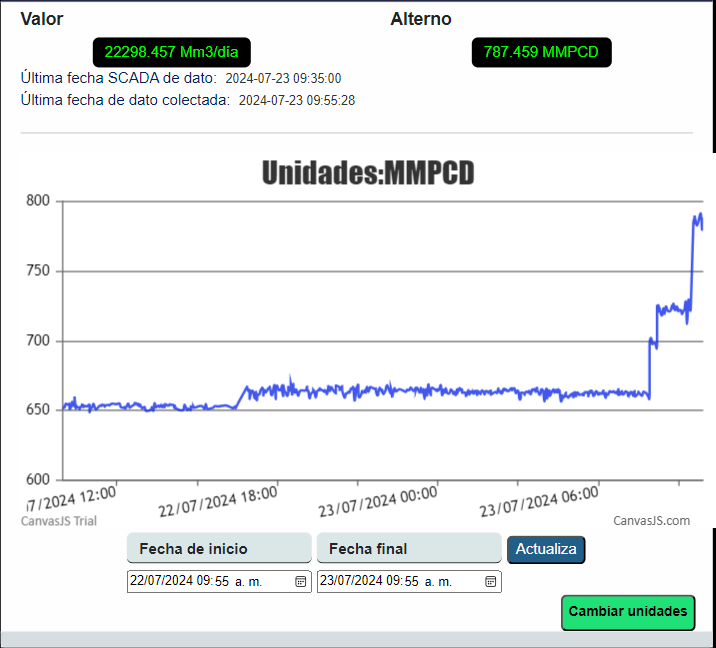 Valor
Alterno
22298.457 Mm3/día
787.459 MMPCD
Última fecha SCADA de dato: 2024-07-23 09:35:00
Última fecha de dato colectada: 2024-07-23 09:55:28
Unidades:MMPCD
800
750
700
650
600
7/2024 12:00
22/07/2024 18:00
23/07/2024 00:00
23/07/2024 06:00
CanvasJS Trial
CanvasJS.com
Fecha de inicio
Fecha final
Actualiza
22/07/2024 09:55 a. m.
23/07/2024 09:55 a. m.
Cambiar unidades